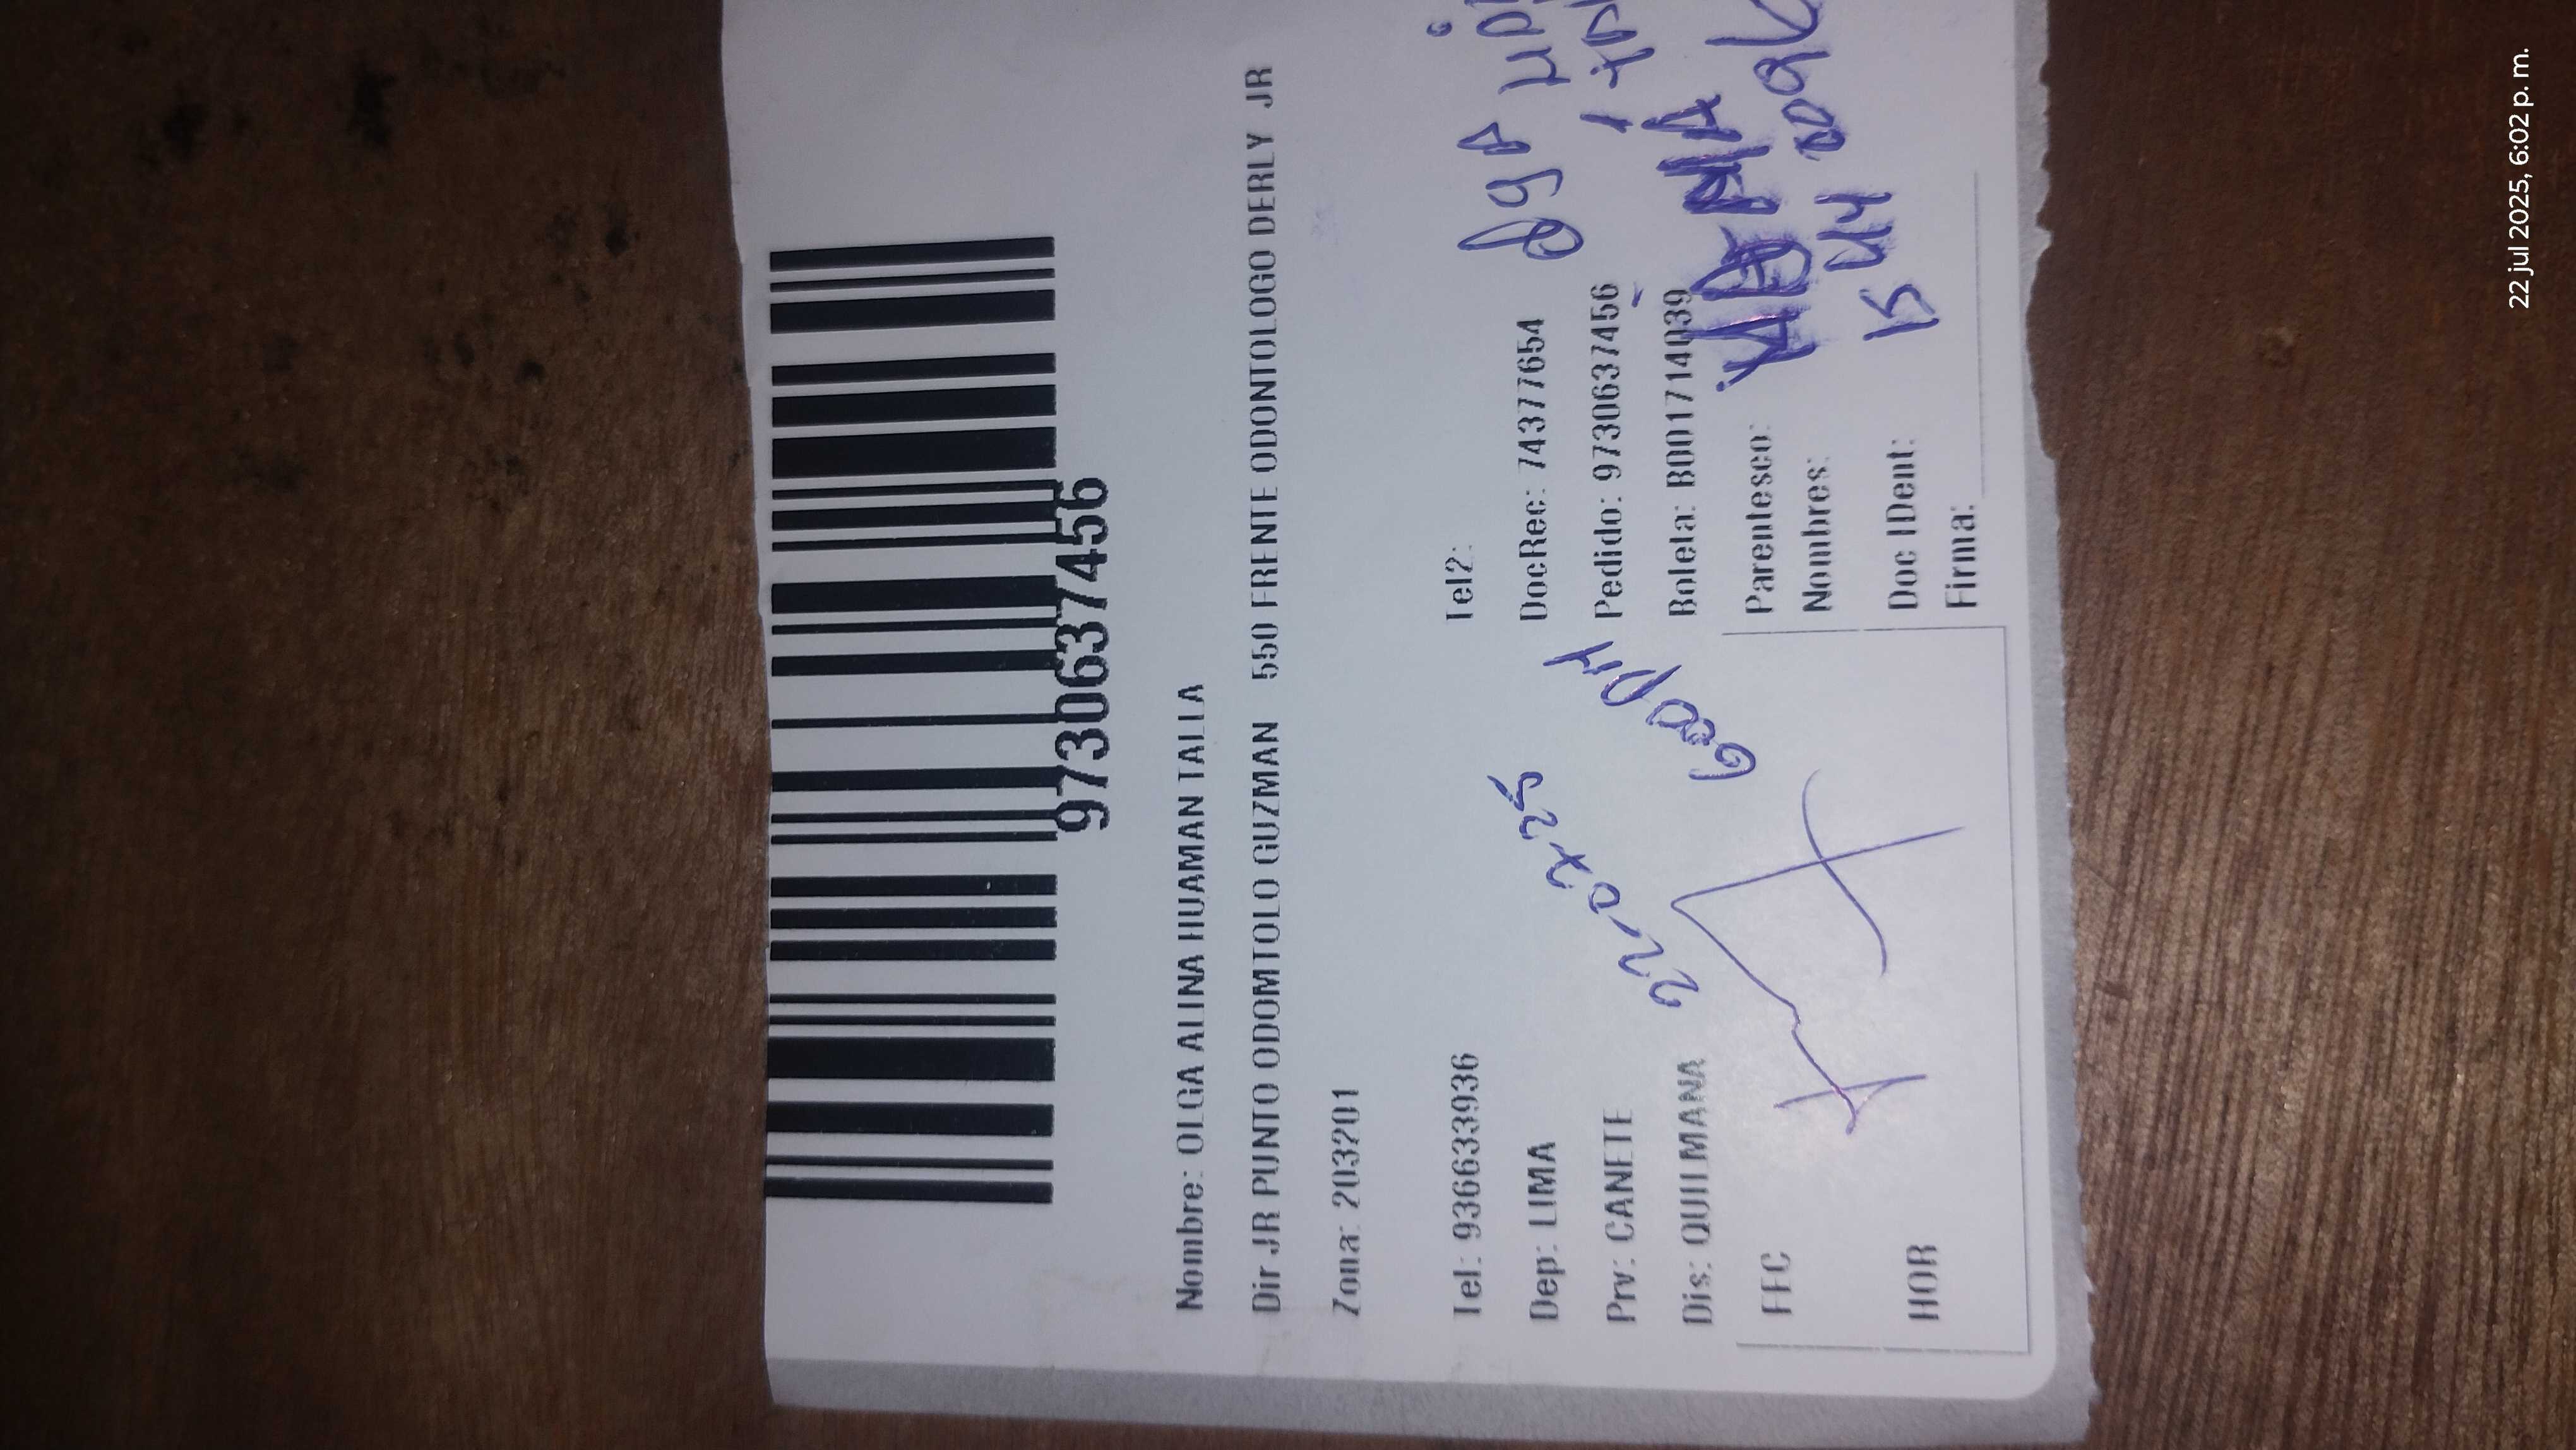 9730637456
Nombre: OLGA ALINA HUAMAN TALLA
Dir JR PUNTO ODOMTOLO GUZMAN 550 FRENTE ODONTOLOGO DERLY JR
Zona: 203201
Tel: 936633936
Tel2:
Dep: LIMA
DocRec: 74377654
Prv: CANETE
Pedido: 9730637456
Dis: QUILMANA
Boleta: B001714039
22-07-25
FEC
HOR
Parentesco:
Nombres:
Doc IDent:
15
Firma:
22 jul 2025, 6:02 p. m.